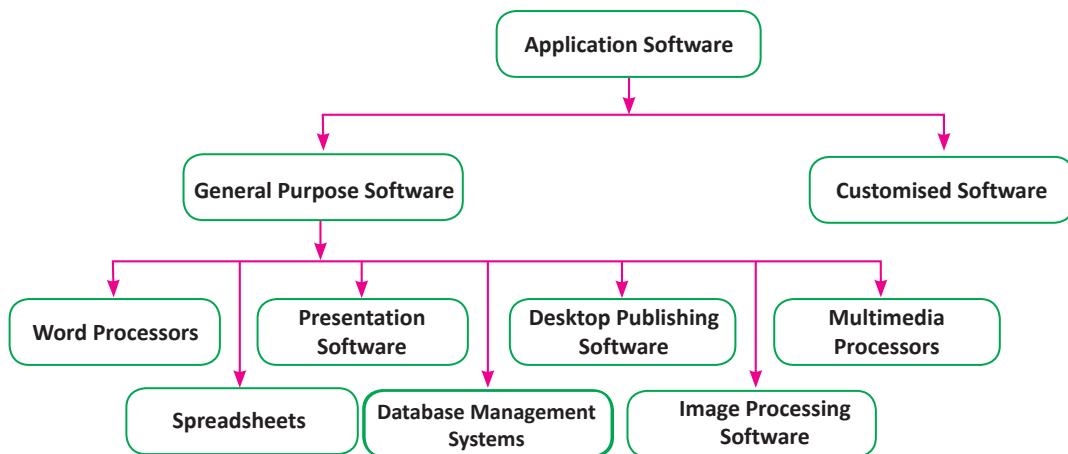 Application Software
General Purpose Software
Customised Software
Word Processors
Presentation
Software
Desktop Publishing
Software
Multimedia
Processors
Spreadsheets
Database Management
Systems
Image Processing
Software